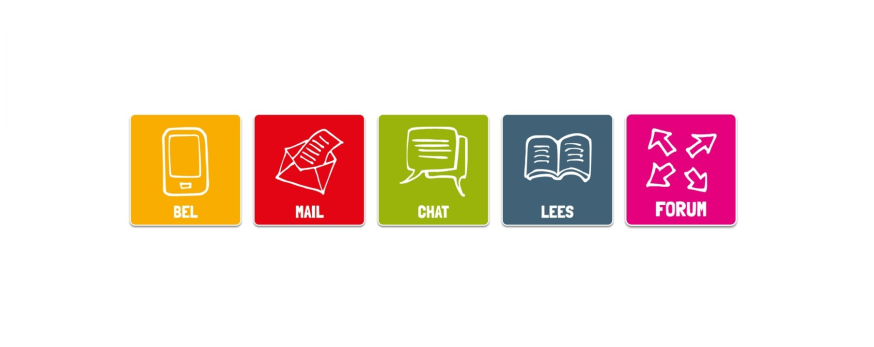 BEL
MAIL
CHAT
LEES
FORUM